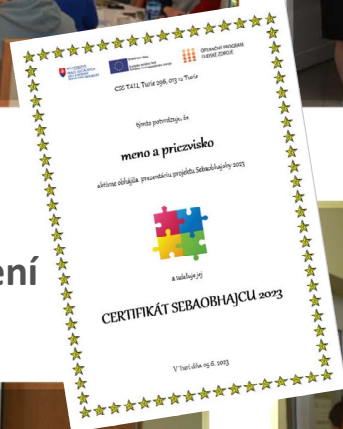 OPERAČNÝ PROGRAM
ĽUDSKÉ ZDROJE
CSS TAU, Turie 296, 013 12 Turie
týmto potvrdzuje, že
meno a priezvisko
aktívne obhájila prezentáciu projektu Sebaobhajoby 2023
a udeľuje jej
ení
CERTIFIKÁT SEBAOBHAJCU 2023
V Turí dňa 05.6. 2023